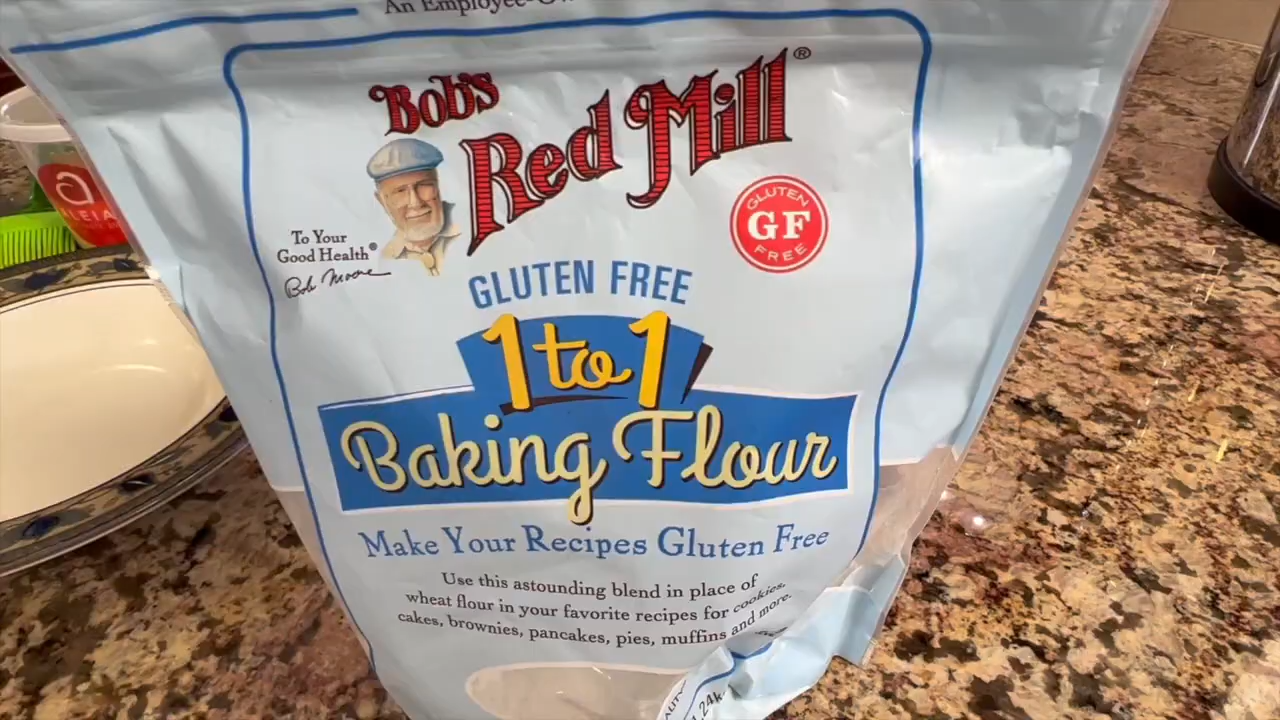 An Employee-Ow
Bob's
Red Mill®
GLUTEN
GF
FREE
To Your
Good Health®
Bob Moore
GLUTEN FREE
1 to 1
Baking Flour
Make Your Recipes Gluten Free
Use this astounding blend in place of
wheat flour in your favorite recipes for cookies,
cakes, brownies, pancakes, pies, muffins and more.